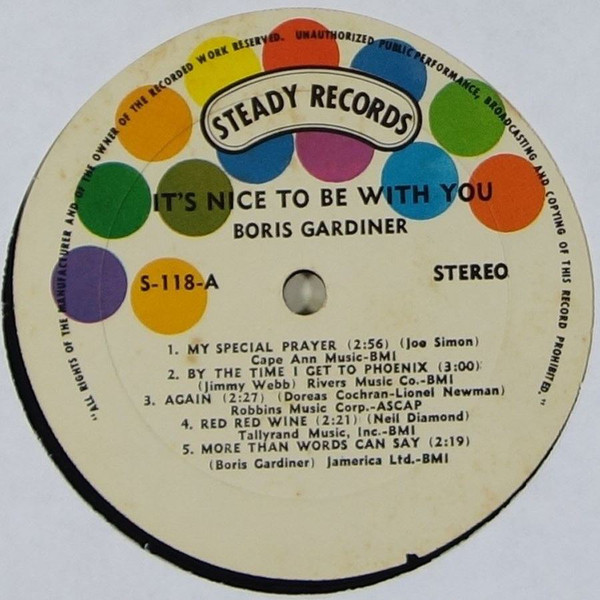 "ALL RIGHTS OF THE MANUFACTURER AND OF THE OWNER OF THE RECORDED WORK RESERVED. UNAUTHORIZED PUBLIC PERFORMANCE, BROADCASTING AND COPYING OF THIS RECORD PROHIBITED."
STEADY RECORDS
IT'S NICE TO BE WITH YOU
BORIS GARDINER
S-118-A STEREO
1. MY SPECIAL PRAYER (2:56) (Joe Simon)
Cape Ann Music-BMI
2. BY THE TIME I GET TO PHOENIX (3:00)
(Jimmy Webb) Rivers Music Co.-BMI
3. AGAIN (2:27) (Doreas Cochran-Lionel Newman)
Robbins Music Corp.-ASCAP
4. RED RED WINE (2:21) (Neil Diamond)
Tallyrand Music, Inc.-BMI
5. MORE THAN WORDS CAN SAY (2:19)
(Boris Gardiner) Jamerica Ltd.-BMI